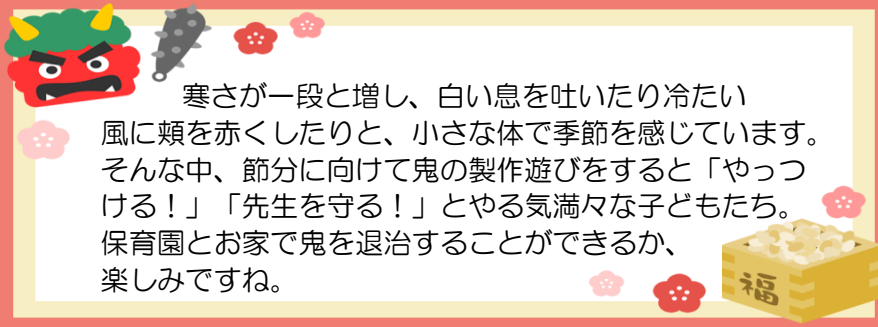 寒さが一段と増し、白い息を吐いたり冷たい
風に頬を赤くしたりと、小さな体で季節を感じています。
そんな中、節分に向けて鬼の製作遊びをすると「やっつ
ける！」「先生を守る！」とやる気満々な子どもたち。
保育園とお家で鬼を退治することができるか、
楽しみですね。
福